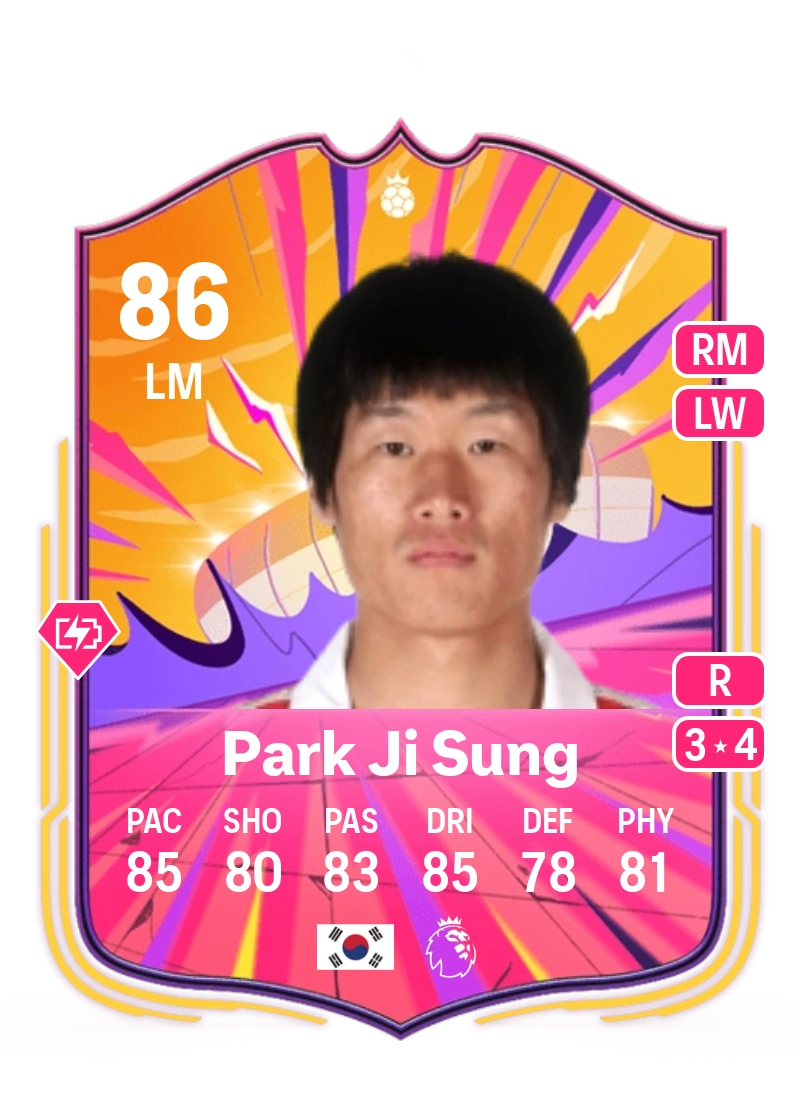 86
LM
RM
LW
R
3★4
Park Ji Sung
PAC SHO PAS DRI DEF PHY
85 80 83 85 78 81